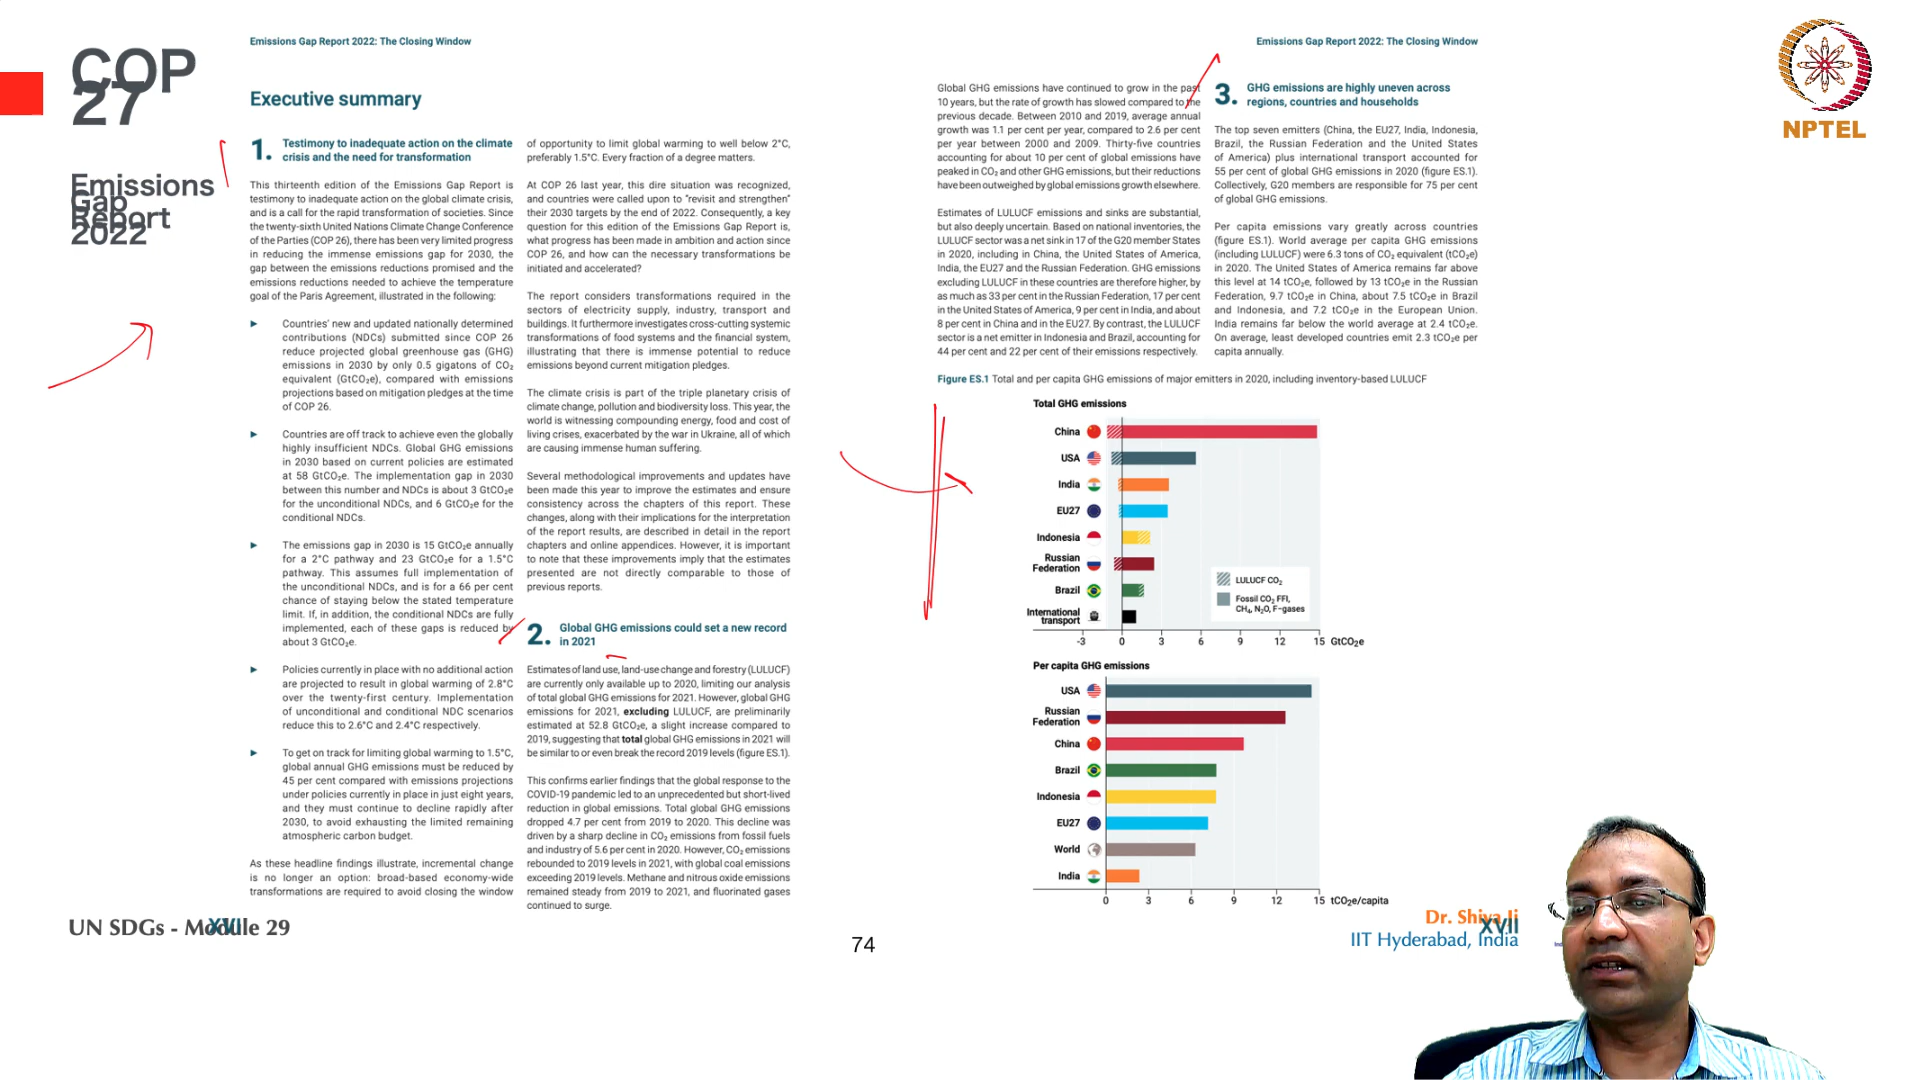 COP
27
Emissions
Gap
Report
2022
Emissions Gap Report 2022: The Closing Window
Executive summary
1. Testimony to inadequate action on the climate
crisis and the need for transformation
This thirteenth edition of the Emissions Gap Report is
testimony to inadequate action on the global climate crisis,
and is a call for the rapid transformation of societies. Since
the twenty-sixth United Nations Climate Change Conference
of the Parties (COP 26), there has been very limited progress
in reducing the immense emissions gap for 2030, the
gap between the emissions reductions promised and the
emissions reductions needed to achieve the temperature
goal of the Paris Agreement, illustrated in the following:
Countries' new and updated nationally determined
contributions (NDCs) submitted since COP 26
reduce projected global greenhouse gas (GHG)
emissions in 2030 by only 0.5 gigatons of CO₂
equivalent (GtCO₂e), compared with emissions
projections based on mitigation pledges at the time
of COP 26.
Countries are off track to achieve even the globally
highly insufficient NDCs. Global GHG emissions
in 2030 based on current policies are estimated
at 58 GtCO₂e. The implementation gap in 2030
between this number and NDCs is about 3 GtCO₂e
for the unconditional NDCs, and 6 GtCO₂e for the
conditional NDCs.
The emissions gap in 2030 is 15 GtCO₂e annually
for a 2°C pathway and 23 GtCO₂e for a 1.5°C
pathway. This assumes full implementation of
the unconditional NDCs, and is for a 66 per cent
chance of staying below the stated temperature
limit. If, in addition, the conditional NDCs are fully
implemented, each of these gaps is reduced by
about 3 GtCO₂e.
Policies currently in place with no additional action
are projected to result in global warming of 2.8°C
over the twenty-first century. Implementation
of unconditional and conditional NDC scenarios
reduce this to 2.6°C and 2.4°C respectively.
To get on track for limiting global warming to 1.5°C,
global annual GHG emissions must be reduced by
45 per cent compared with emissions projections
under policies currently in place in just eight years,
and they must continue to decline rapidly after
2030, to avoid exhausting the limited remaining
atmospheric carbon budget.
As these headline findings illustrate, incremental change
is no longer an option: broad-based economy-wide
transformations are required to avoid closing the window
of opportunity to limit global warming to well below 2°C,
preferably 1.5°C. Every fraction of a degree matters.
At COP 26 last year, this dire situation was recognized,
and countries were called upon to "revisit and strengthen"
their 2030 targets by the end of 2022. Consequently, a key
question for this edition of the Emissions Gap Report is,
what progress has been made in ambition and action since
COP 26, and how can the necessary transformations be
initiated and accelerated?
The report considers transformations required in the
sectors of electricity supply, industry, transport and
buildings. It furthermore investigates cross-cutting systemic
transformations of food systems and the financial system,
illustrating that there is immense potential to reduce
emissions beyond current mitigation pledges.
The climate crisis is part of the triple planetary crisis of
climate change, pollution and biodiversity loss. This year, the
world is witnessing compounding energy, food and cost of
living crises, exacerbated by the war in Ukraine, all of which
are causing immense human suffering.
Several methodological improvements and updates have
been made this year to improve the estimates and ensure
consistency across the chapters of this report. These
changes, along with their implications for the interpretation
of the report results, are described in detail in the report
chapters and online appendices. However, it is important
to note that these improvements imply that the estimates
presented are not directly comparable to those of
previous reports.
2. Global GHG emissions could set a new record
in 2021
Estimates of land use, land-use change and forestry (LULUCF)
are currently only available up to 2020, limiting our analysis
of total global GHG emissions for 2021. However, global GHG
emissions for 2021, excluding LULUCF, are preliminarily
estimated at 52.8 GtCO₂e, a slight increase compared to
2019, suggesting that total global GHG emissions in 2021 will
be similar to or even break the record 2019 levels (figure ES.1).
This confirms earlier findings that the global response to the
COVID-19 pandemic led to an unprecedented but short-lived
reduction in global emissions. Total global GHG emissions
dropped 4.7 per cent from 2019 to 2020. This decline was
driven by a sharp decline in CO₂ emissions from fossil fuels
and industry of 5.6 per cent in 2020. However, CO₂ emissions
rebounded to 2019 levels in 2021, with global coal emissions
exceeding 2019 levels. Methane and nitrous oxide emissions
remained steady from 2019 to 2021, and fluorinated gases
continued to surge.
Emissions Gap Report 2022: The Closing Window
Global GHG emissions have continued to grow in the past
10 years, but the rate of growth has slowed compared to the
previous decade. Between 2010 and 2019, average annual
growth was 1.1 per cent per year, compared to 2.6 per cent
per year between 2000 and 2009. Thirty-five countries
accounting for about 10 per cent of global emissions have
peaked in CO₂ and other GHG emissions, but their reductions
have been outweighed by global emissions growth elsewhere.
Estimates of LULUCF emissions and sinks are substantial,
but also deeply uncertain. Based on national inventories, the
LULUCF sector was a net sink in 17 of the G20 member States
in 2020, including in China, the United States of America,
India, the EU27 and the Russian Federation. GHG emissions
excluding LULUCF in these countries are therefore higher, by
as much as 33 per cent in the Russian Federation, 17 per cent
in the United States of America, 9 per cent in India, and about
8 per cent in China and in the EU27. By contrast, the LULUCF
sector is a net emitter in Indonesia and Brazil, accounting for
44 per cent and 22 per cent of their emissions respectively.
3. GHG emissions are highly uneven across
regions, countries and households
The top seven emitters (China, the EU27, India, Indonesia,
Brazil, the Russian Federation and the United States
of America) plus international transport accounted for
55 per cent of global GHG emissions in 2020 (figure ES.1).
Collectively, G20 members are responsible for 75 per cent
of global GHG emissions.
Per capita emissions vary greatly across countries
(figure ES.1). World average per capita GHG emissions
(including LULUCF) were 6.3 tons of CO₂ equivalent (tCO₂e)
in 2020. The United States of America remains far above
this level at 14 tCO₂e, followed by 13 tCO₂e in the Russian
Federation, 9.7 tCO₂e in China, about 7.5 tCO₂e in Brazil
and Indonesia, and 7.2 tCO₂e in the European Union.
India remains far below the world average at 2.4 tCO₂e.
On average, least developed countries emit 2.3 tCO₂e per
capita annually.
Figure ES.1 Total and per capita GHG emissions of major emitters in 2020, including inventory-based LULUCF
Total GHG emissions
China
USA
India
EU27
Indonesia
Russian
Federation
Brazil
International
transport
LULUCF CO₂
Fossil CO₂ FFI,
CH₄, N₂O, F-gases
-3 0 3 6 9 12 15 GtCO₂e
Per capita GHG emissions
USA
Russian
Federation
China
Brazil
Indonesia
EU27
World
India
0 3 6 9 12 15 tCO₂e/capita
NPTEL
UN SDGs - Module 29
XVI
74
Dr. Shiva Ji
XVII
IIT Hyderabad, India